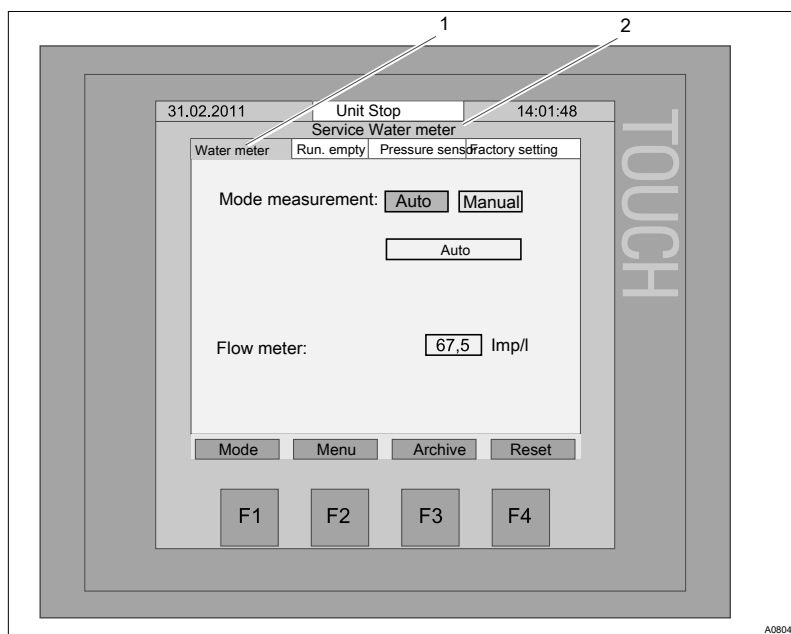 1 2
31.02.2011 Unit Stop 14:01:48
Service Water meter
Water meter Run. empty Pressure sensor Factory setting
Mode measurement: Auto Manual
Auto
Flow meter: 67,5 Imp/l
Mode Menu Archive Reset
F1 F2 F3 F4
TOUCH
A0804